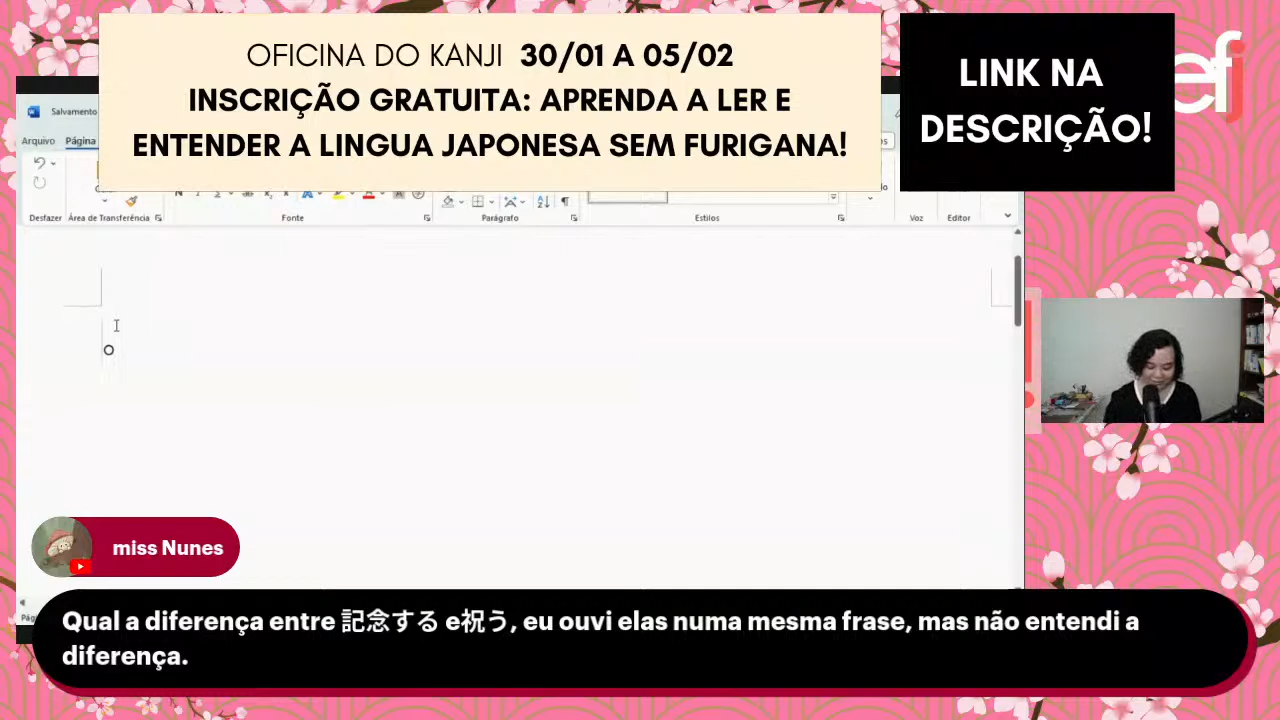 OFICINA DO KANJI 30/01 A 05/02
INSCRIÇÃO GRATUITA: APRENDA A LER E
ENTENDER A LINGUA JAPONESA SEM FURIGANA!
LINK NA
DESCRIÇÃO!
efj
Salvamento
Arquivo Página
Desfazer Área de Transferência Fonte Parágrafo Estilos Voz Editor
o
miss Nunes
Qual a diferença entre 記念する e祝う, eu ouvi elas numa mesma frase, mas não entendi a
diferença.